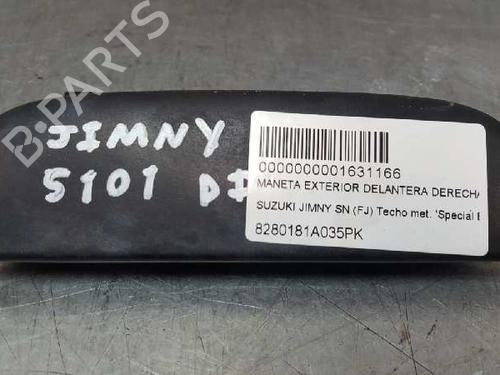 B-PARTS
JIMNY
5101
0000000001631166
MANETA EXTERIOR DELANTERA DERECHA
SUZUKI JIMNY SN (FJ) Techo met. 'Special
8280181A035PK